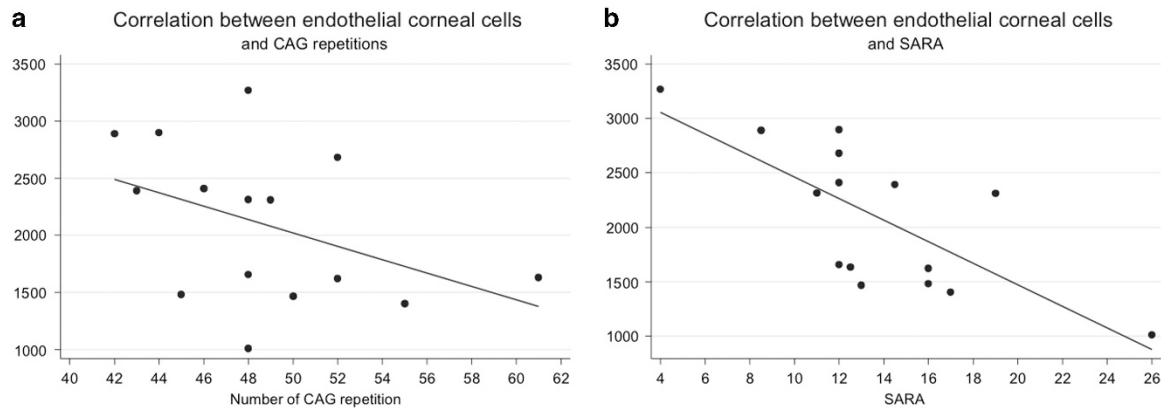 a
Correlation between endothelial corneal cells
and CAG repetitions
3500
3000
2500
2000
1500
1000
40 42 44 46 48 50 52 54 56 58 60 62
Number of CAG repetition
b
Correlation between endothelial corneal cells
and SARA
3500
3000
2500
2000
1500
1000
4 6 8 10 12 14 16 18 20 22 24 26
SARA